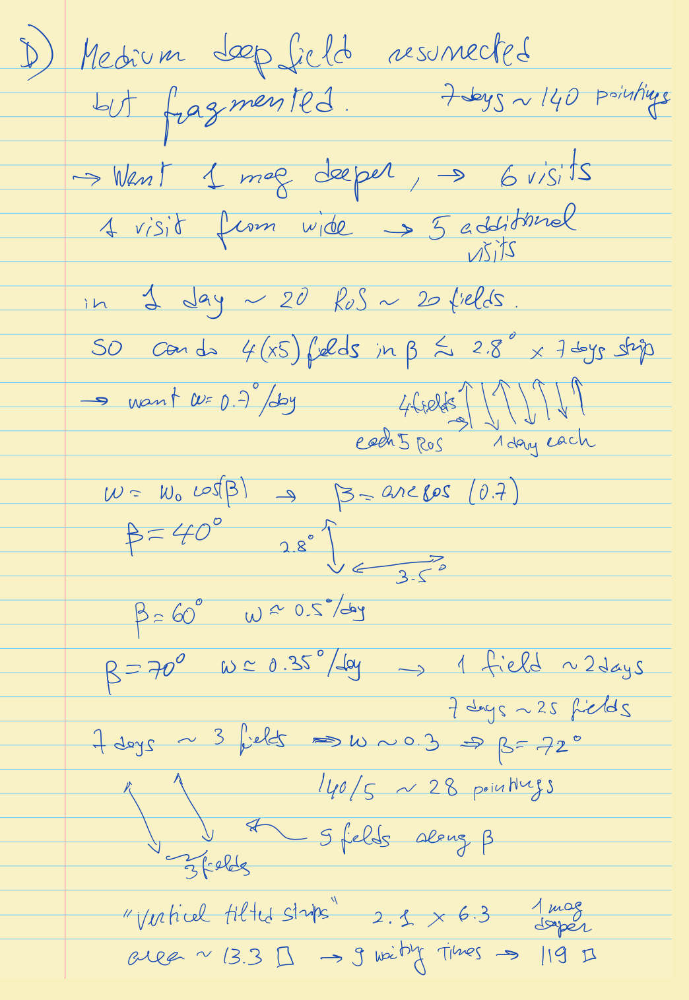 D) Medium deep field resurrected
but fragmented. 7 days ~ 140 pointings
→ Want 1 mag deeper, → 6 visits
1 visit from wide → 5 additional
visits
in 1 day ~ 20 ROS ~ 20 fields.
SO can do 4(x5) fields in β ≲ 2.8° x 7 days strip
→ want ω = 0.7°/day
4 fields
each 5 ROS 1 day each
ω = ω₀ cos(β) → β = arccos (0.7)
β = 40°
2.8°
3.5°
β = 60° ω ≃ 0.5°/day
β = 70° ω ≃ 0.35°/day → 1 field ~ 2 days
7 days ~ 2.5 fields
7 days ~ 3 fields ⇒ ω ~ 0.3 ⇒ β = 72°
140/5 ~ 28 pointings
9 fields along β
3 fields
"Vertical tilted strips" 2.1 x 6.3 1 mag
deeper
area ~ 13.3 □ → 9 waiting times → 119 □